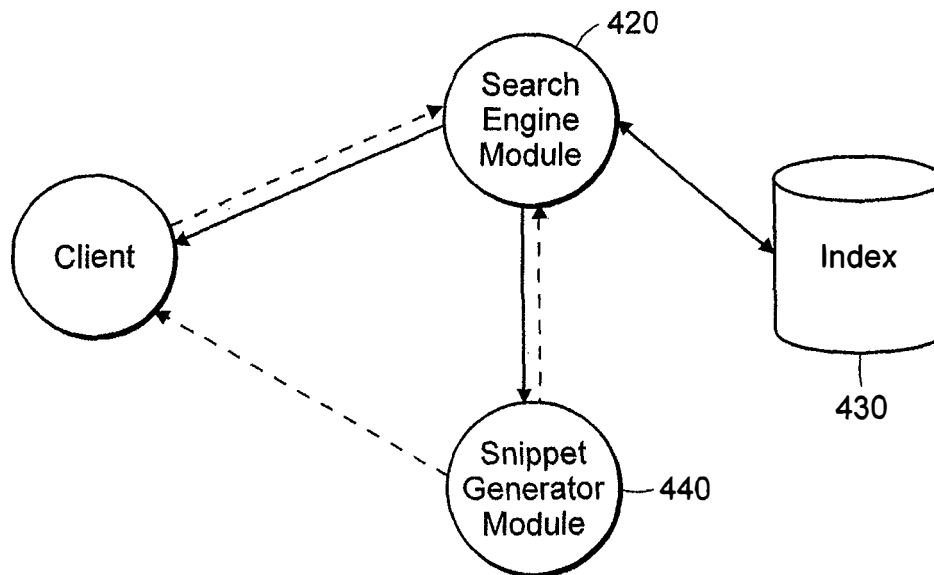 420
Search
Engine
Module
Client
Index
430
Snippet
Generator
Module
440